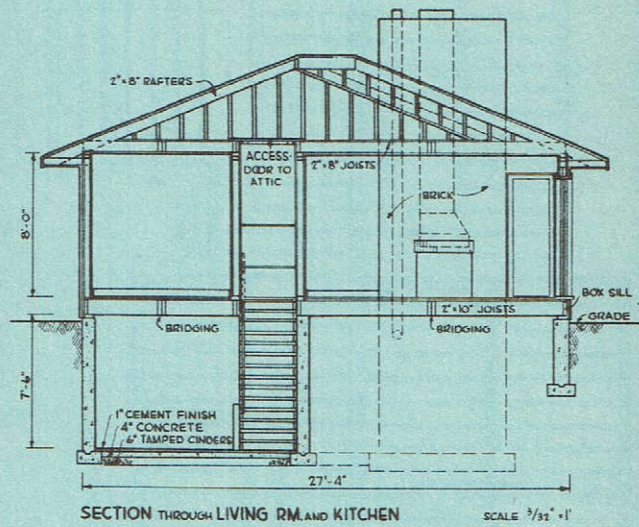 2"×8" RAFTERS
ACCESS
DOOR TO
ATTIC
2"×8" JOISTS
BRICK
8'-0"
BOX SILL
2"×10" JOISTS
GRADE
BRIDGING
BRIDGING
7'-6"
1" CEMENT FINISH
4" CONCRETE
6" TAMPED CINDERS
27'-4"
SECTION THROUGH LIVING RM. AND KITCHEN
SCALE 3/32" = 1'